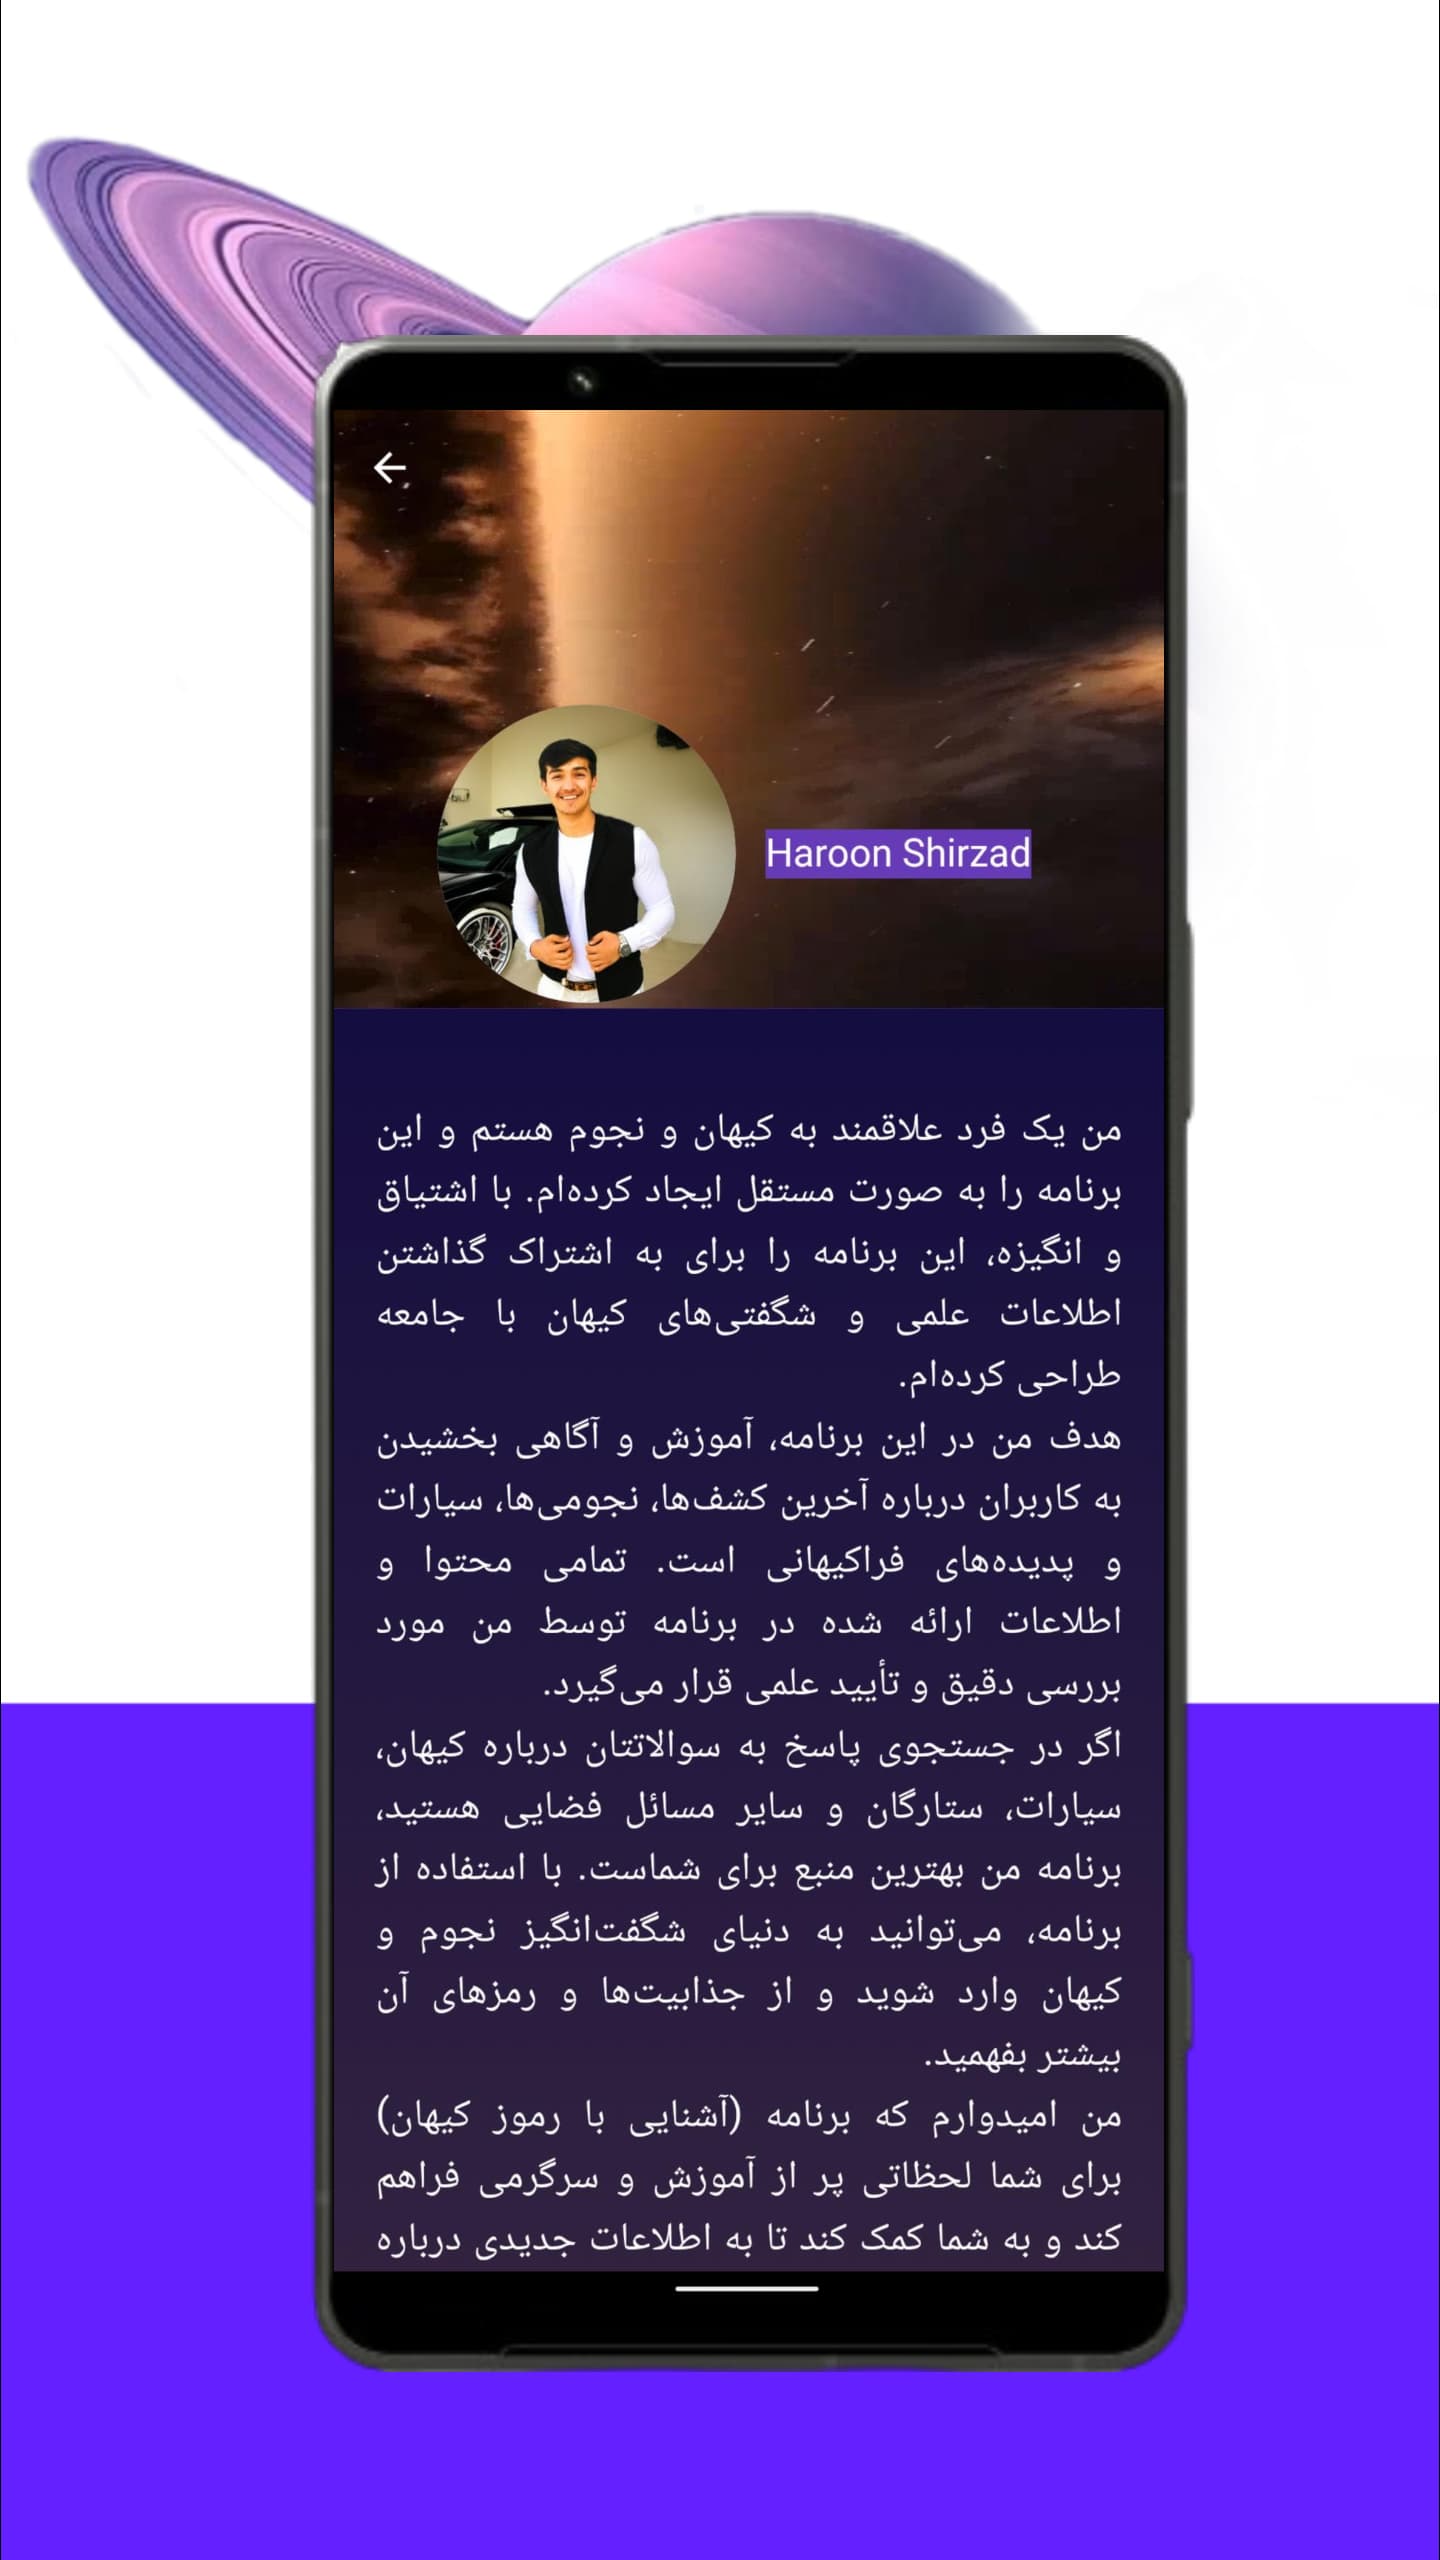 Haroon Shirzad
من یک فرد علاقمند به کیهان و نجوم هستم و این
برنامه را به صورت مستقل ایجاد کرده‌ام. با اشتیاق
و انگیزه، این برنامه را برای به اشتراک گذاشتن
اطلاعات علمی و شگفتی‌های کیهان با جامعه
طراحی کرده‌ام.
هدف من در این برنامه، آموزش و آگاهی بخشیدن
به کاربران درباره آخرین کشف‌ها، نجومی‌ها، سیارات
و پدیده‌های فراکیهانی است. تمامی محتوا و
اطلاعات ارائه شده در برنامه توسط من مورد
بررسی دقیق و تأیید علمی قرار می‌گیرد.
اگر در جستجوی پاسخ به سوالاتتان درباره کیهان،
سیارات، ستارگان و سایر مسائل فضایی هستید،
برنامه من بهترین منبع برای شماست. با استفاده از
برنامه، می‌توانید به دنیای شگفت‌انگیز نجوم و
کیهان وارد شوید و از جذابیت‌ها و رمزهای آن
بیشتر بفهمید.
من امیدوارم که برنامه (آشنایی با رموز کیهان)
برای شما لحظاتی پر از آموزش و سرگرمی فراهم
کند و به شما کمک کند تا به اطلاعات جدیدی درباره